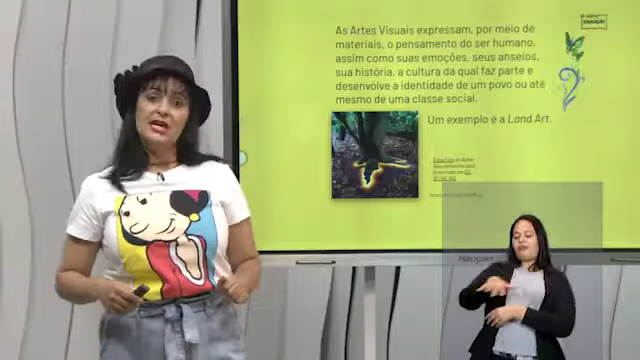 As Artes Visuais expressam, por meio de
materiais, o pensamento do ser humano,
assim como suas emoções, seus anseios,
sua história, a cultura da qual faz parte e
desenvolve a identidade de um povo ou até
mesmo de uma classe social.
Um exemplo é a Land Art.
EDUCAÇÃO